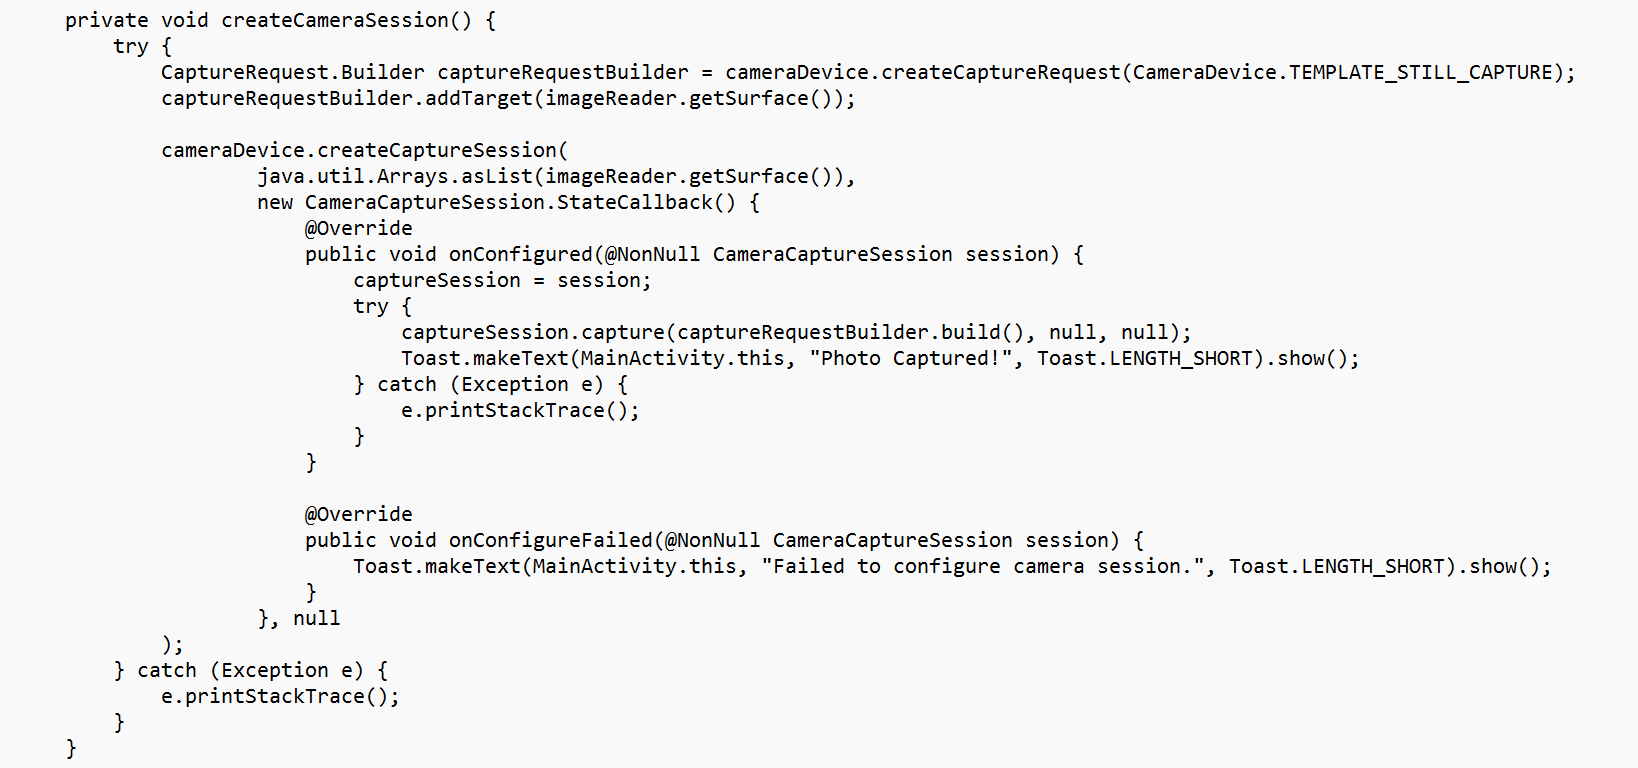 private void createCameraSession() {
    try {
        CaptureRequest.Builder captureRequestBuilder = cameraDevice.createCaptureRequest(CameraDevice.TEMPLATE_STILL_CAPTURE);
        captureRequestBuilder.addTarget(imageReader.getSurface());

        cameraDevice.createCaptureSession(
                java.util.Arrays.asList(imageReader.getSurface()),
                new CameraCaptureSession.StateCallback() {
                    @Override
                    public void onConfigured(@NonNull CameraCaptureSession session) {
                        captureSession = session;
                        try {
                            captureSession.capture(captureRequestBuilder.build(), null, null);
                            Toast.makeText(MainActivity.this, "Photo Captured!", Toast.LENGTH_SHORT).show();
                        } catch (Exception e) {
                            e.printStackTrace();
                        }
                    }

                    @Override
                    public void onConfigureFailed(@NonNull CameraCaptureSession session) {
                        Toast.makeText(MainActivity.this, "Failed to configure camera session.", Toast.LENGTH_SHORT).show();
                    }
                }, null
        );
    } catch (Exception e) {
        e.printStackTrace();
    }
}